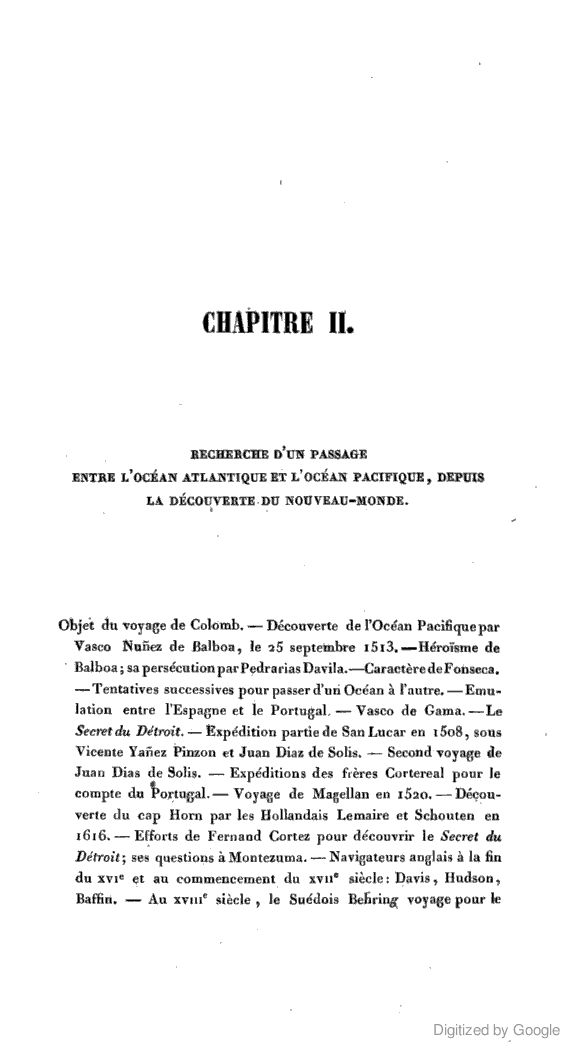 CHAPITRE II.
RECHERCHE D'UN PASSAGE
ENTRE L'OCÉAN ATLANTIQUE ET L'OCÉAN PACIFIQUE, DEPUIS
LA DÉCOUVERTE DU NOUVEAU-MONDE.
Objet du voyage de Colomb. — Découverte de l'Océan Pacifique par
Vasco Nuñez de Balboa, le 25 septembre 1513. — Héroïsme de
Balboa ; sa persécution par Pedrarias Davila. — Caractère de Fonseca.
— Tentatives successives pour passer d'un Océan à l'autre. — Emu-
lation entre l'Espagne et le Portugal. — Vasco de Gama. — Le
Secret du Détroit. — Expédition partie de San Lucar en 1508, sous
Vicente Yañez Pinzon et Juan Diaz de Solis. — Second voyage de
Juan Dias de Solis. — Expéditions des frères Cortereal pour le
compte du Portugal. — Voyage de Magellan en 1520. — Décou-
verte du cap Horn par les Hollandais Lemaire et Schouten en
1616. — Efforts de Fernand Cortez pour découvrir le Secret du
Détroit ; ses questions à Montezuma. — Navigateurs anglais à la fin
du XVIe et au commencement du XVIIe siècle : Davis, Hudson,
Baffin. — Au XVIIIe siècle, le Suédois Behring voyage pour le
Digitized by Google